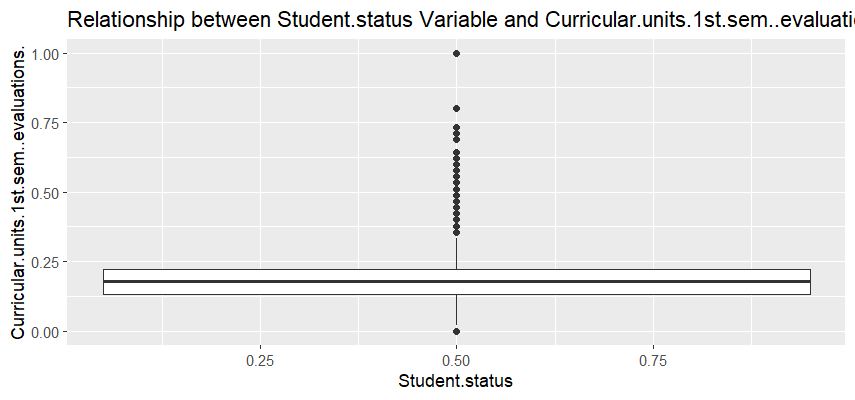 Relationship between Student.status Variable and Curricular.units.1st.sem..evaluati
Curricular.units.1st.sem..evaluations.
1.00
0.75
0.50
0.25
0.00
0.25
0.50
0.75
Student.status